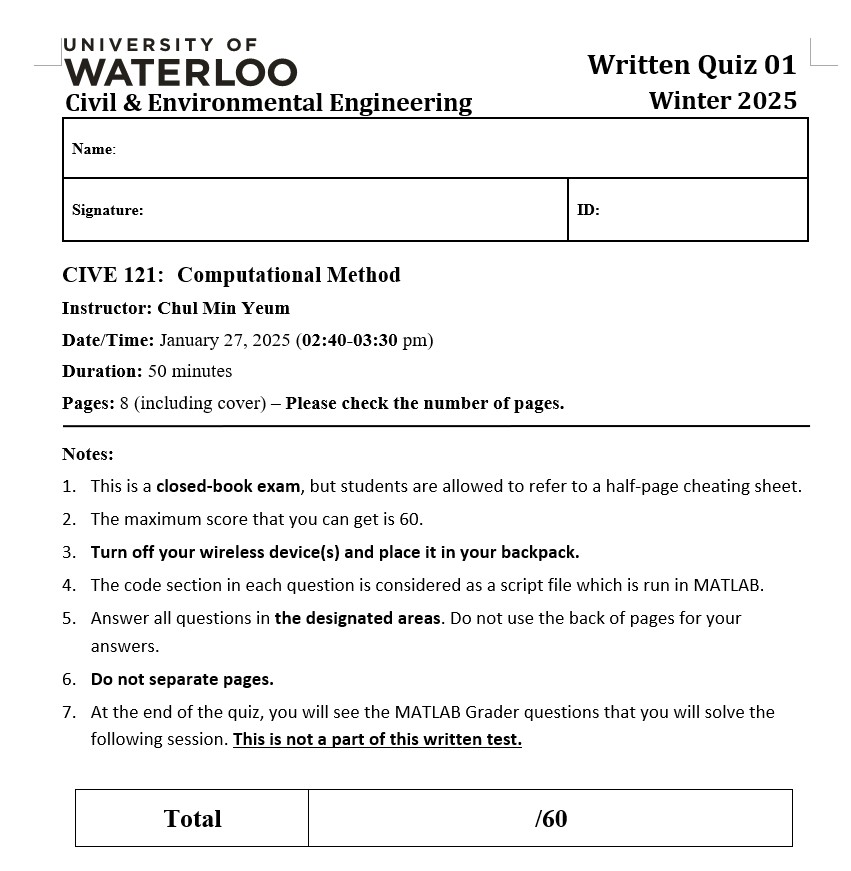 UNIVERSITY OF
WATERLOO
Civil & Environmental Engineering
Written Quiz 01
Winter 2025
Name:
Signature:
ID:
CIVE 121: Computational Method
Instructor: Chul Min Yeum
Date/Time: January 27, 2025 (02:40-03:30 pm)
Duration: 50 minutes
Pages: 8 (including cover) – Please check the number of pages.
Notes:
1. This is a closed-book exam, but students are allowed to refer to a half-page cheating sheet.
2. The maximum score that you can get is 60.
3. Turn off your wireless device(s) and place it in your backpack.
4. The code section in each question is considered as a script file which is run in MATLAB.
5. Answer all questions in the designated areas. Do not use the back of pages for your
answers.
6. Do not separate pages.
7. At the end of the quiz, you will see the MATLAB Grader questions that you will solve the
following session. This is not a part of this written test.
Total
/60